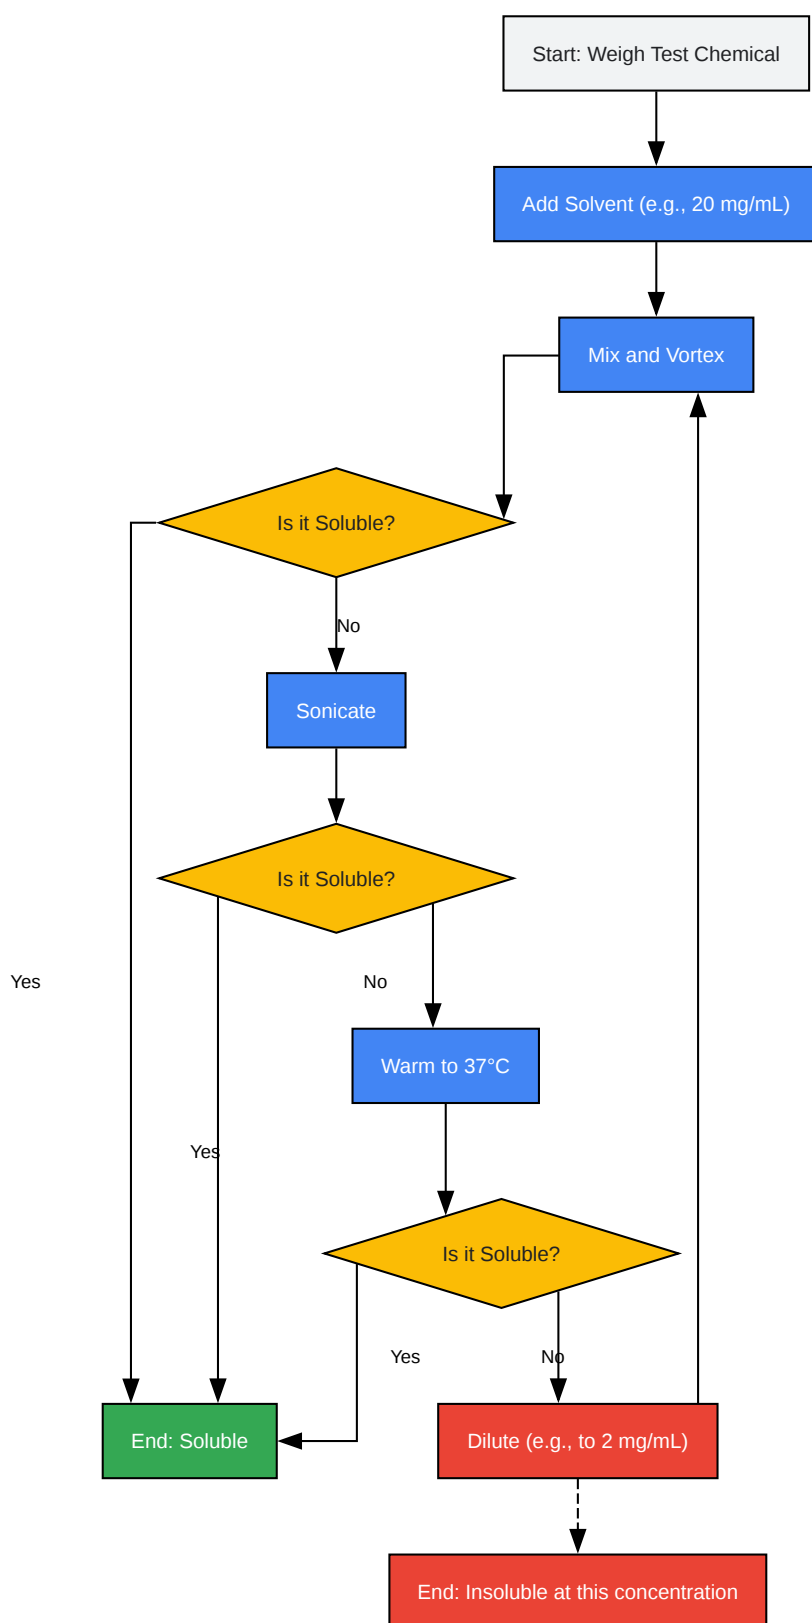 Start: Weigh Test Chemical
Add Solvent (e.g., 20 mg/mL)
Mix and Vortex
Is it Soluble?
No
Sonicate
Is it Soluble?
Yes
No
Warm to 37°C
Yes
Is it Soluble?
Yes
No
End: Soluble
Dilute (e.g., to 2 mg/mL)
End: Insoluble at this concentration